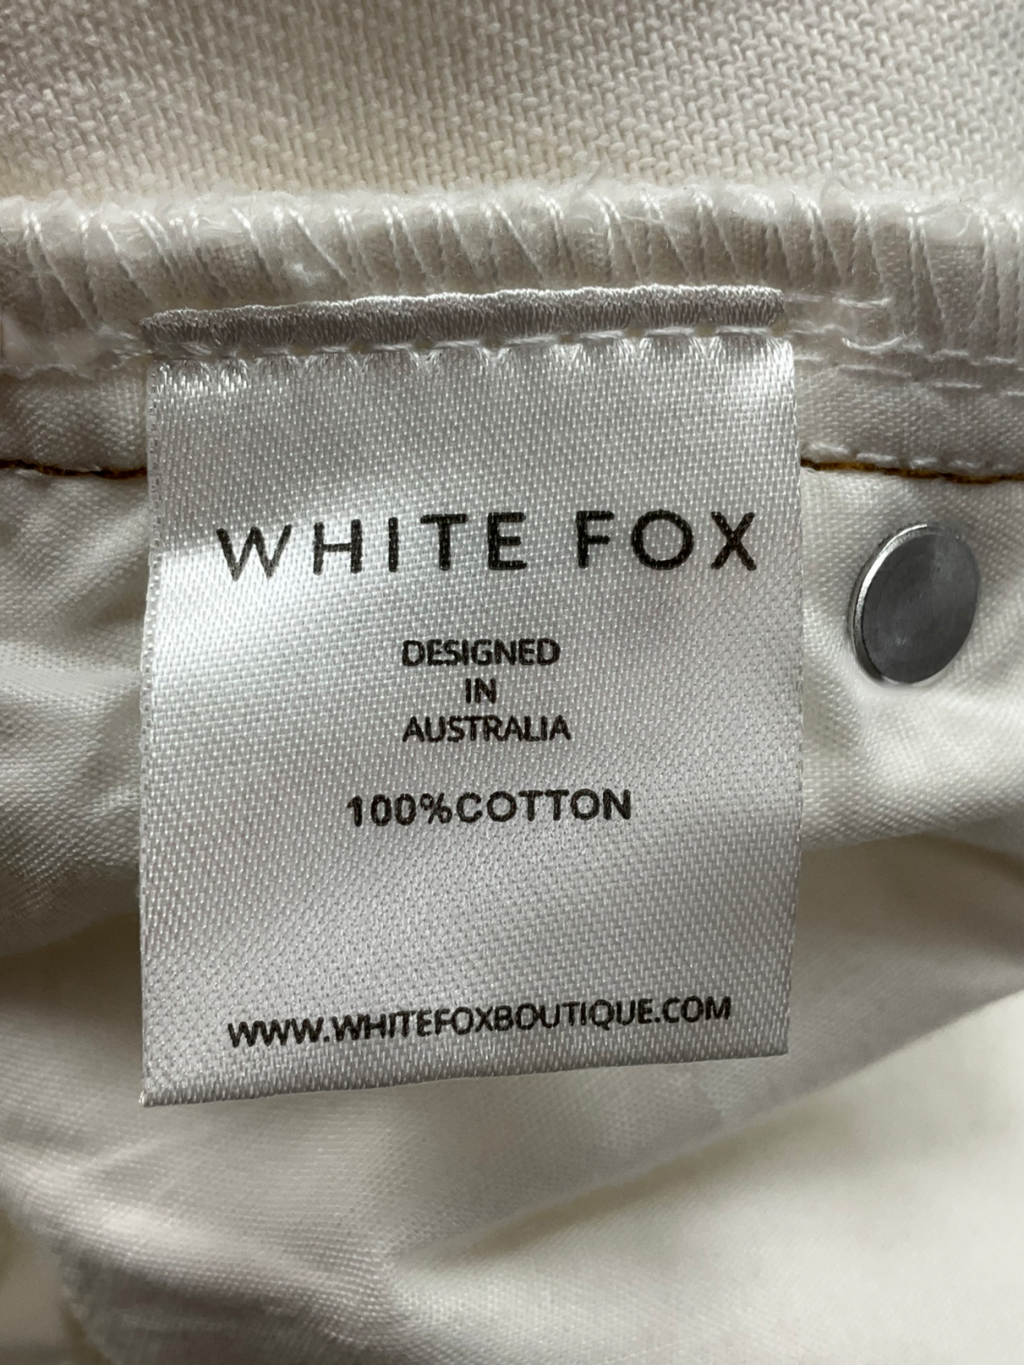 WHITE FOX
DESIGNED
IN
AUSTRALIA
100%COTTON
WWW.WHITEFOXBOUTIQUE.COM